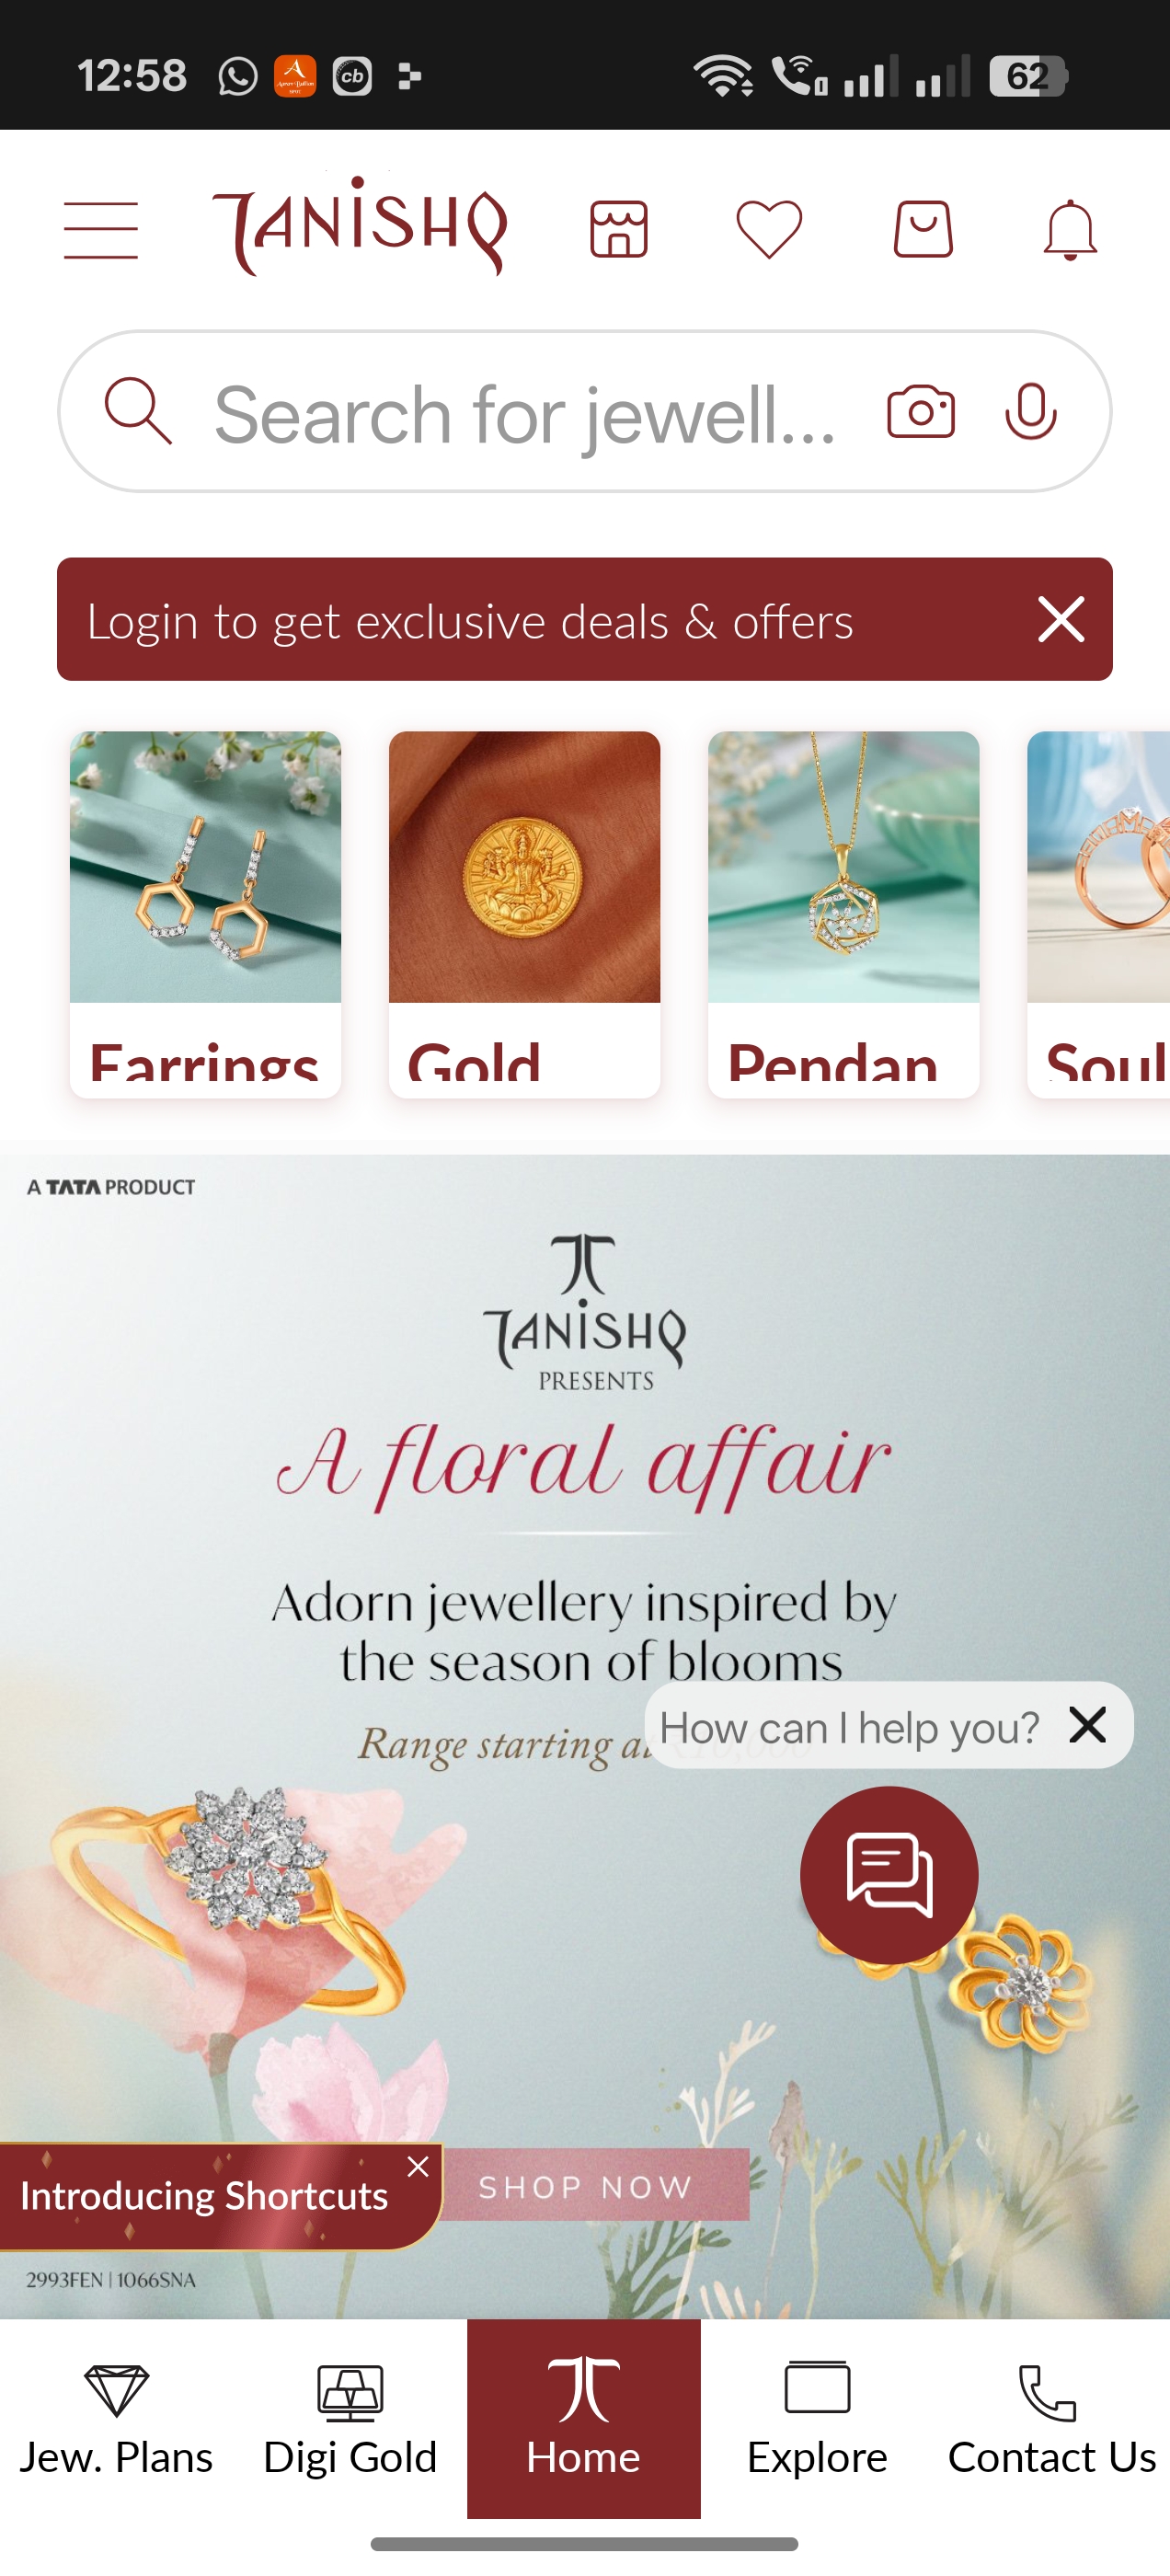 12:58
62
TANISHQ
Search for jewell...
Login to get exclusive deals & offers
Earrings
Gold
Pendan
Soul
A TATA PRODUCT
TANISHQ
PRESENTS
A floral affair
Adorn jewellery inspired by
the season of blooms
Range starting at
How can I help you?
Introducing Shortcuts
SHOP NOW
2993FEN | 1066SNA
Jew. Plans
Digi Gold
Home
Explore
Contact Us